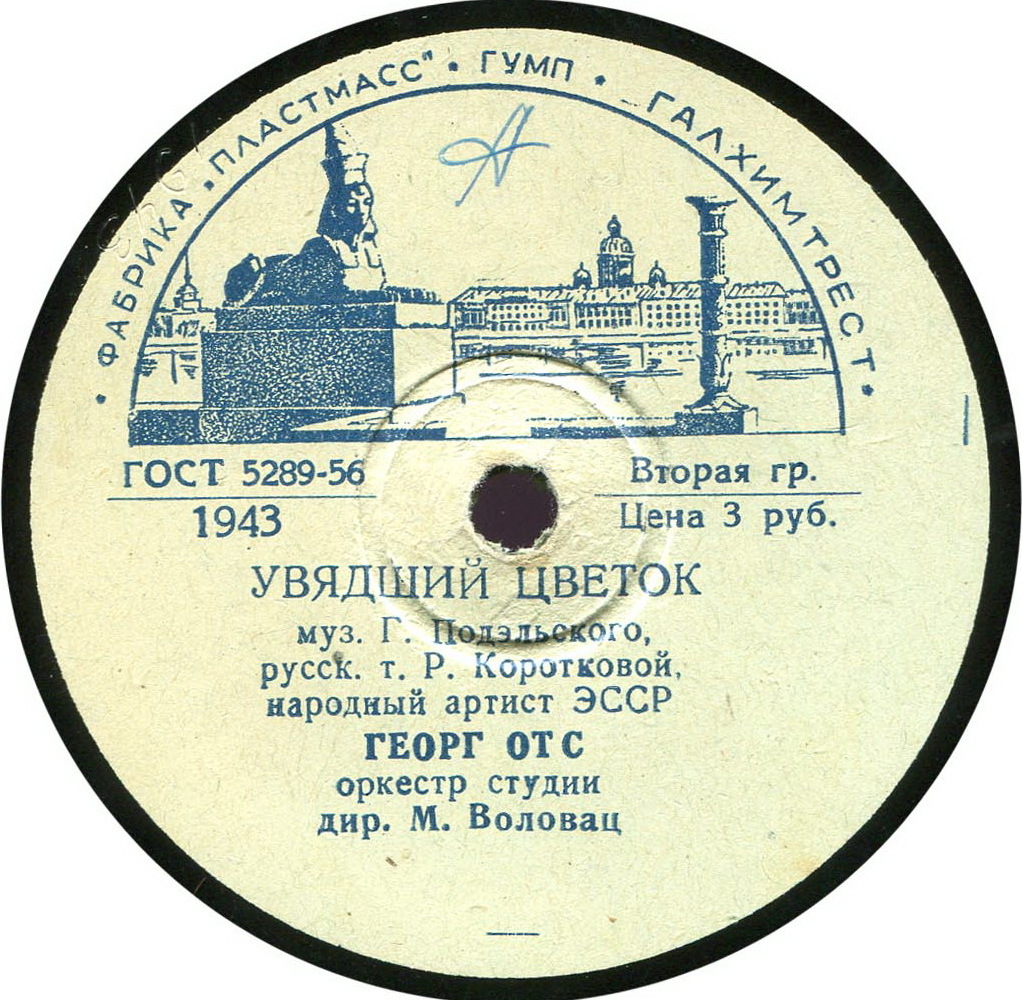 • ФАБРИКА „ПЛАСТМАСС" • ГУМП • ГАЛХИМТРЕСТ •
А
ГОСТ 5289-56
1943
Вторая гр.
Цена 3 руб.
УВЯДШИЙ ЦВЕТОК
муз. Г. Подэльского,
русск. т. Р. Коротковой,
народный артист ЭССР
ГЕОРГ ОТС
оркестр студии
дир. М. Воловац